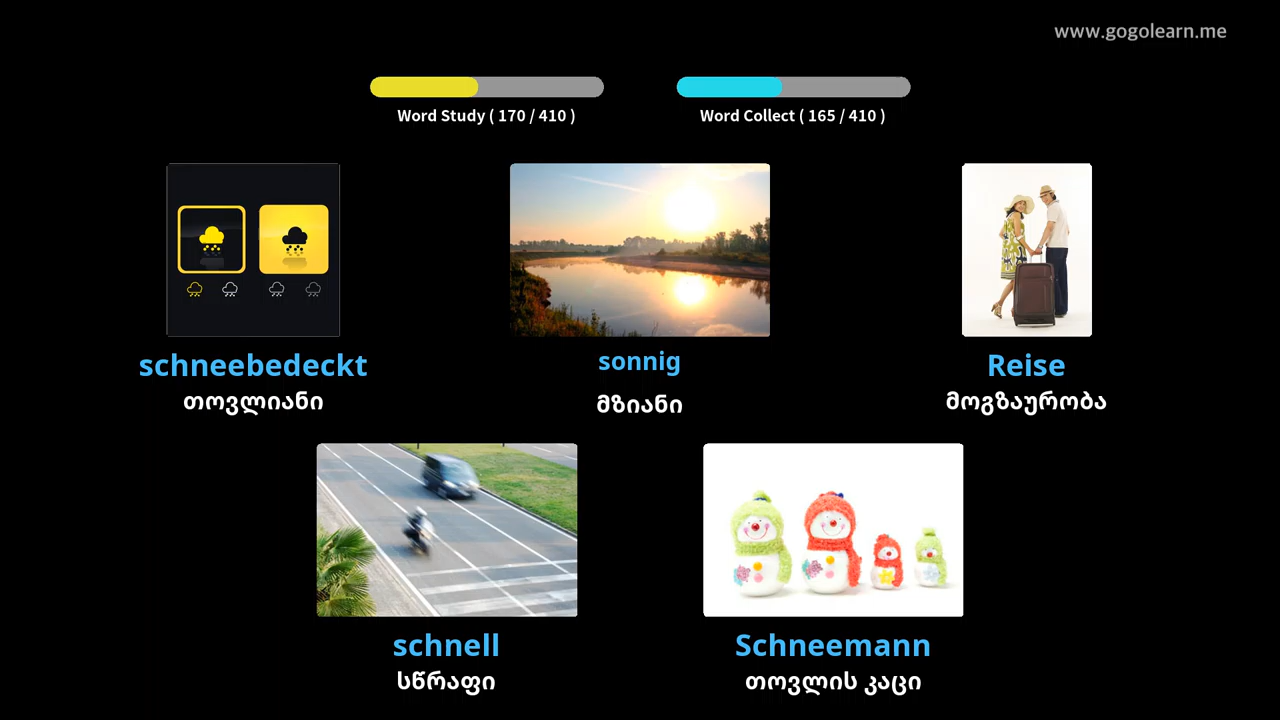 www.gogolearn.me
Word Study ( 170 / 410 )
Word Collect ( 165 / 410 )
schneebedeckt
თოვლიანი
sonnig
მზიანი
Reise
მოგზაურობა
schnell
სწრაფი
Schneemann
თოვლის კაცი